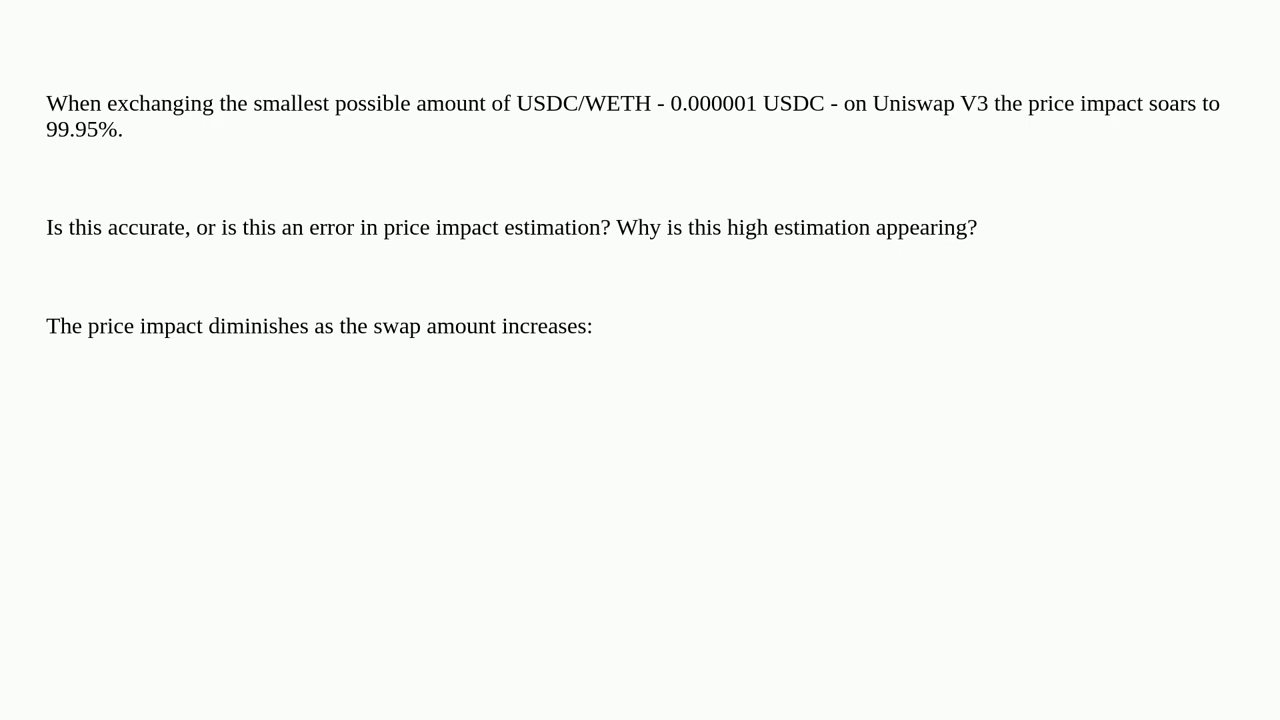 When exchanging the smallest possible amount of USDC/WETH - 0.000001 USDC - on Uniswap V3 the price impact soars to
99.95%.
Is this accurate, or is this an error in price impact estimation? Why is this high estimation appearing?
The price impact diminishes as the swap amount increases: